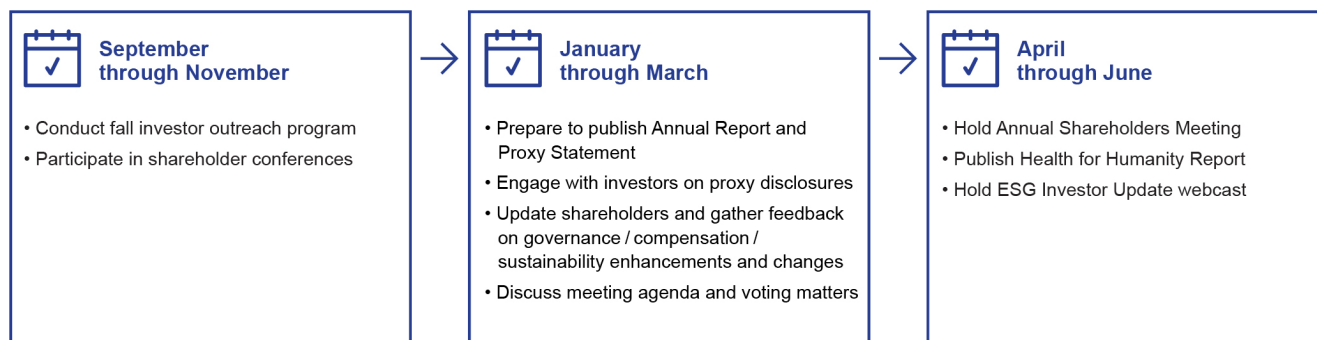 September
through November
• Conduct fall investor outreach program
• Participate in shareholder conferences
January
through March
• Prepare to publish Annual Report and
Proxy Statement
• Engage with investors on proxy disclosures
• Update shareholders and gather feedback
on governance / compensation /
sustainability enhancements and changes
• Discuss meeting agenda and voting matters
April
through June
• Hold Annual Shareholders Meeting
• Publish Health for Humanity Report
• Hold ESG Investor Update webcast